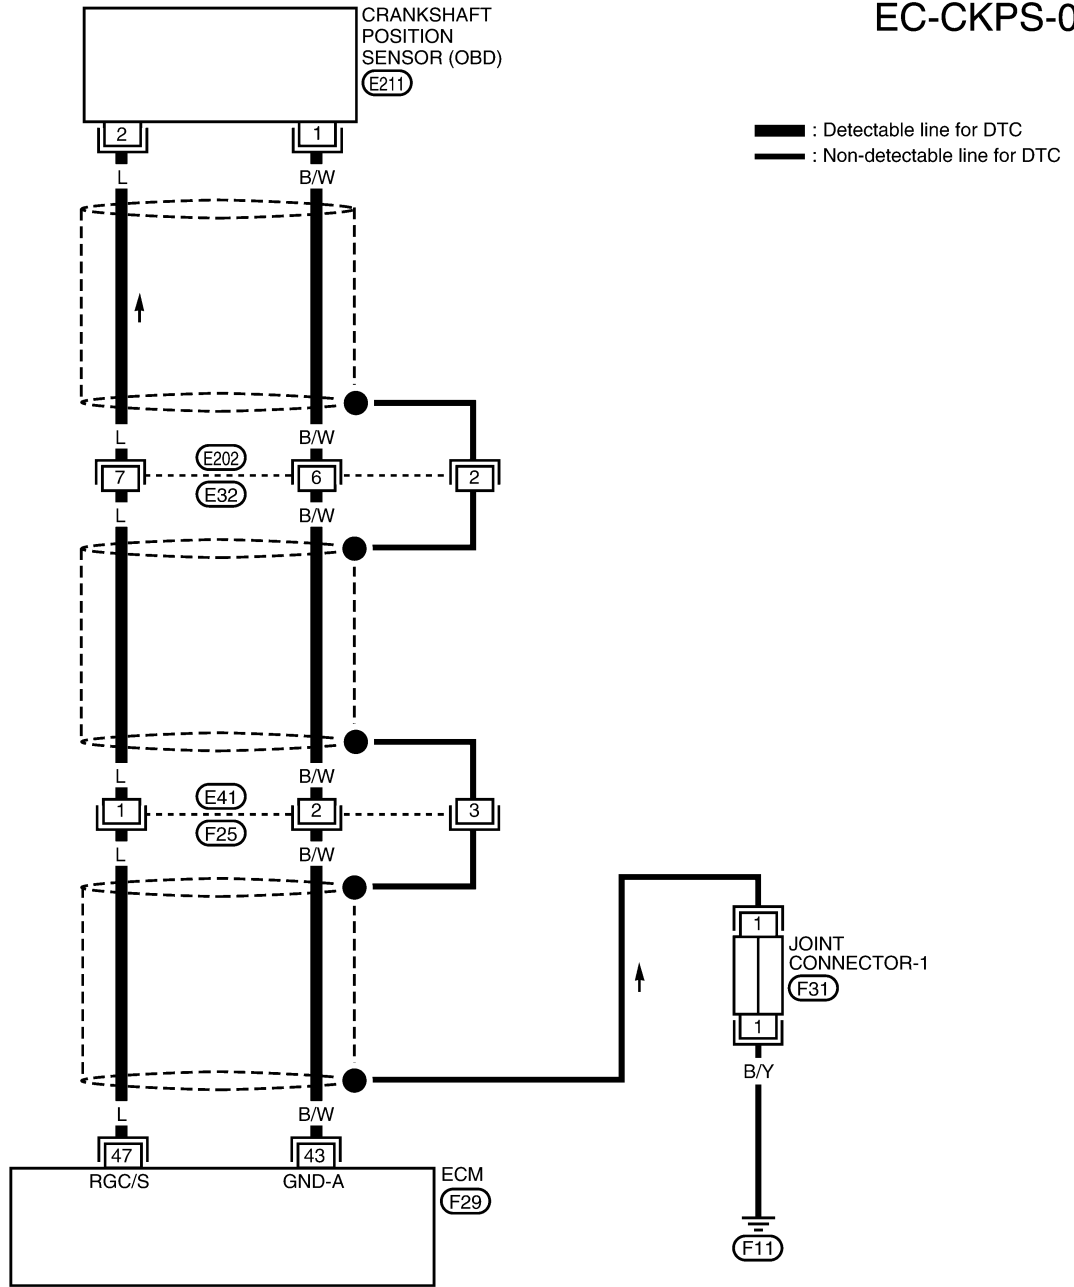 EC-CKPS-0
CRANKSHAFT
POSITION
SENSOR (OBD)
E211
: Detectable line for DTC
: Non-detectable line for DTC
2 1
L B/W
L B/W
E202
7 6 2
E32
L B/W
L B/W
E41
1 2 3
F25
L B/W
1
JOINT
CONNECTOR-1
F31
1
B/Y
L B/W
47 43
RGC/S GND-A
ECM
F29
F11